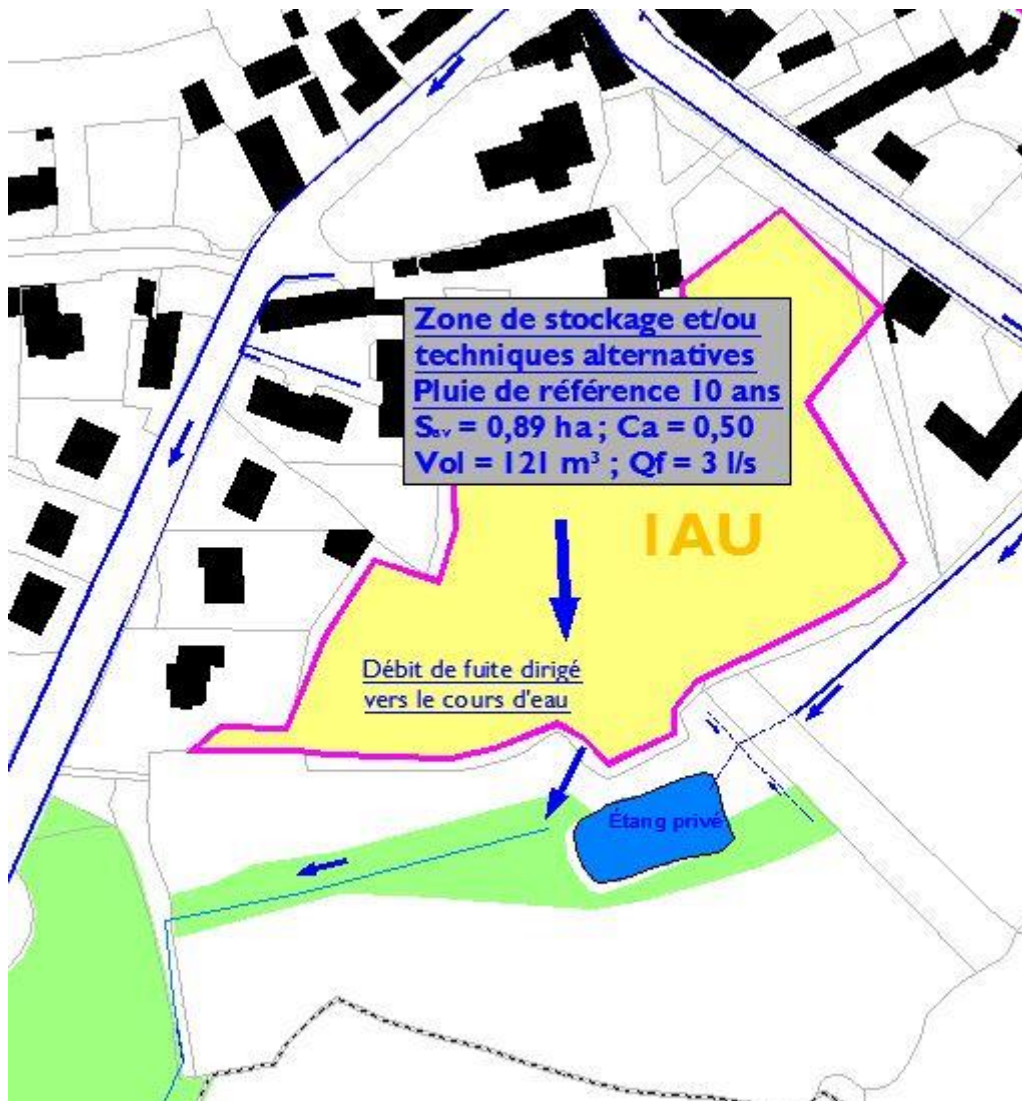 Zone de stockage et/ou
techniques alternatives
Pluie de référence 10 ans
Sbv = 0,89 ha ; Ca = 0,50
Vol = 121 m³ ; Qf = 3 l/s
1AU
Débit de fuite dirigé
vers le cours d'eau
Étang privé